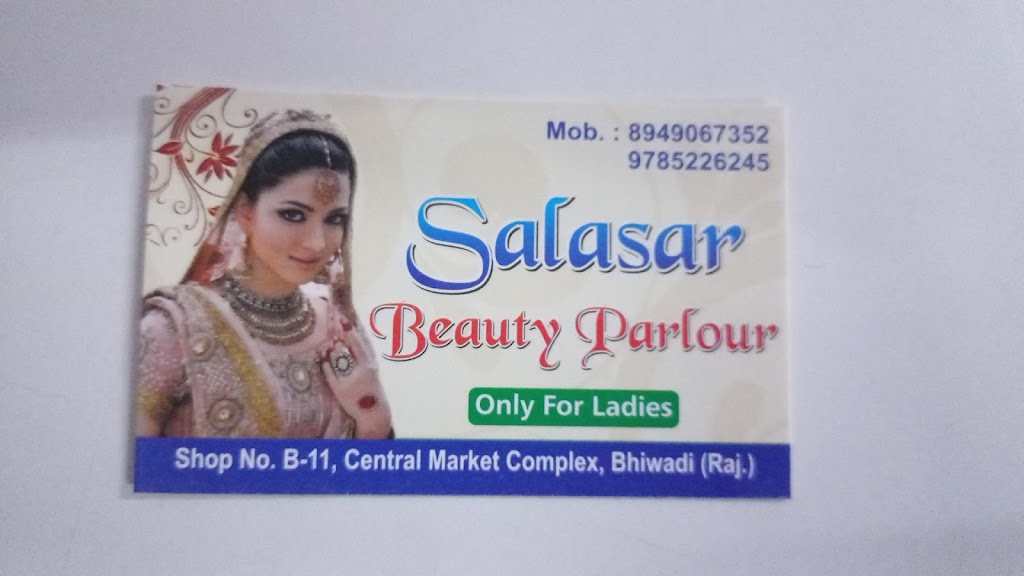 Mob. : 8949067352
9785226245
Salasar
Beauty Parlour
Only For Ladies
Shop No. B-11, Central Market Complex, Bhiwadi (Raj.)